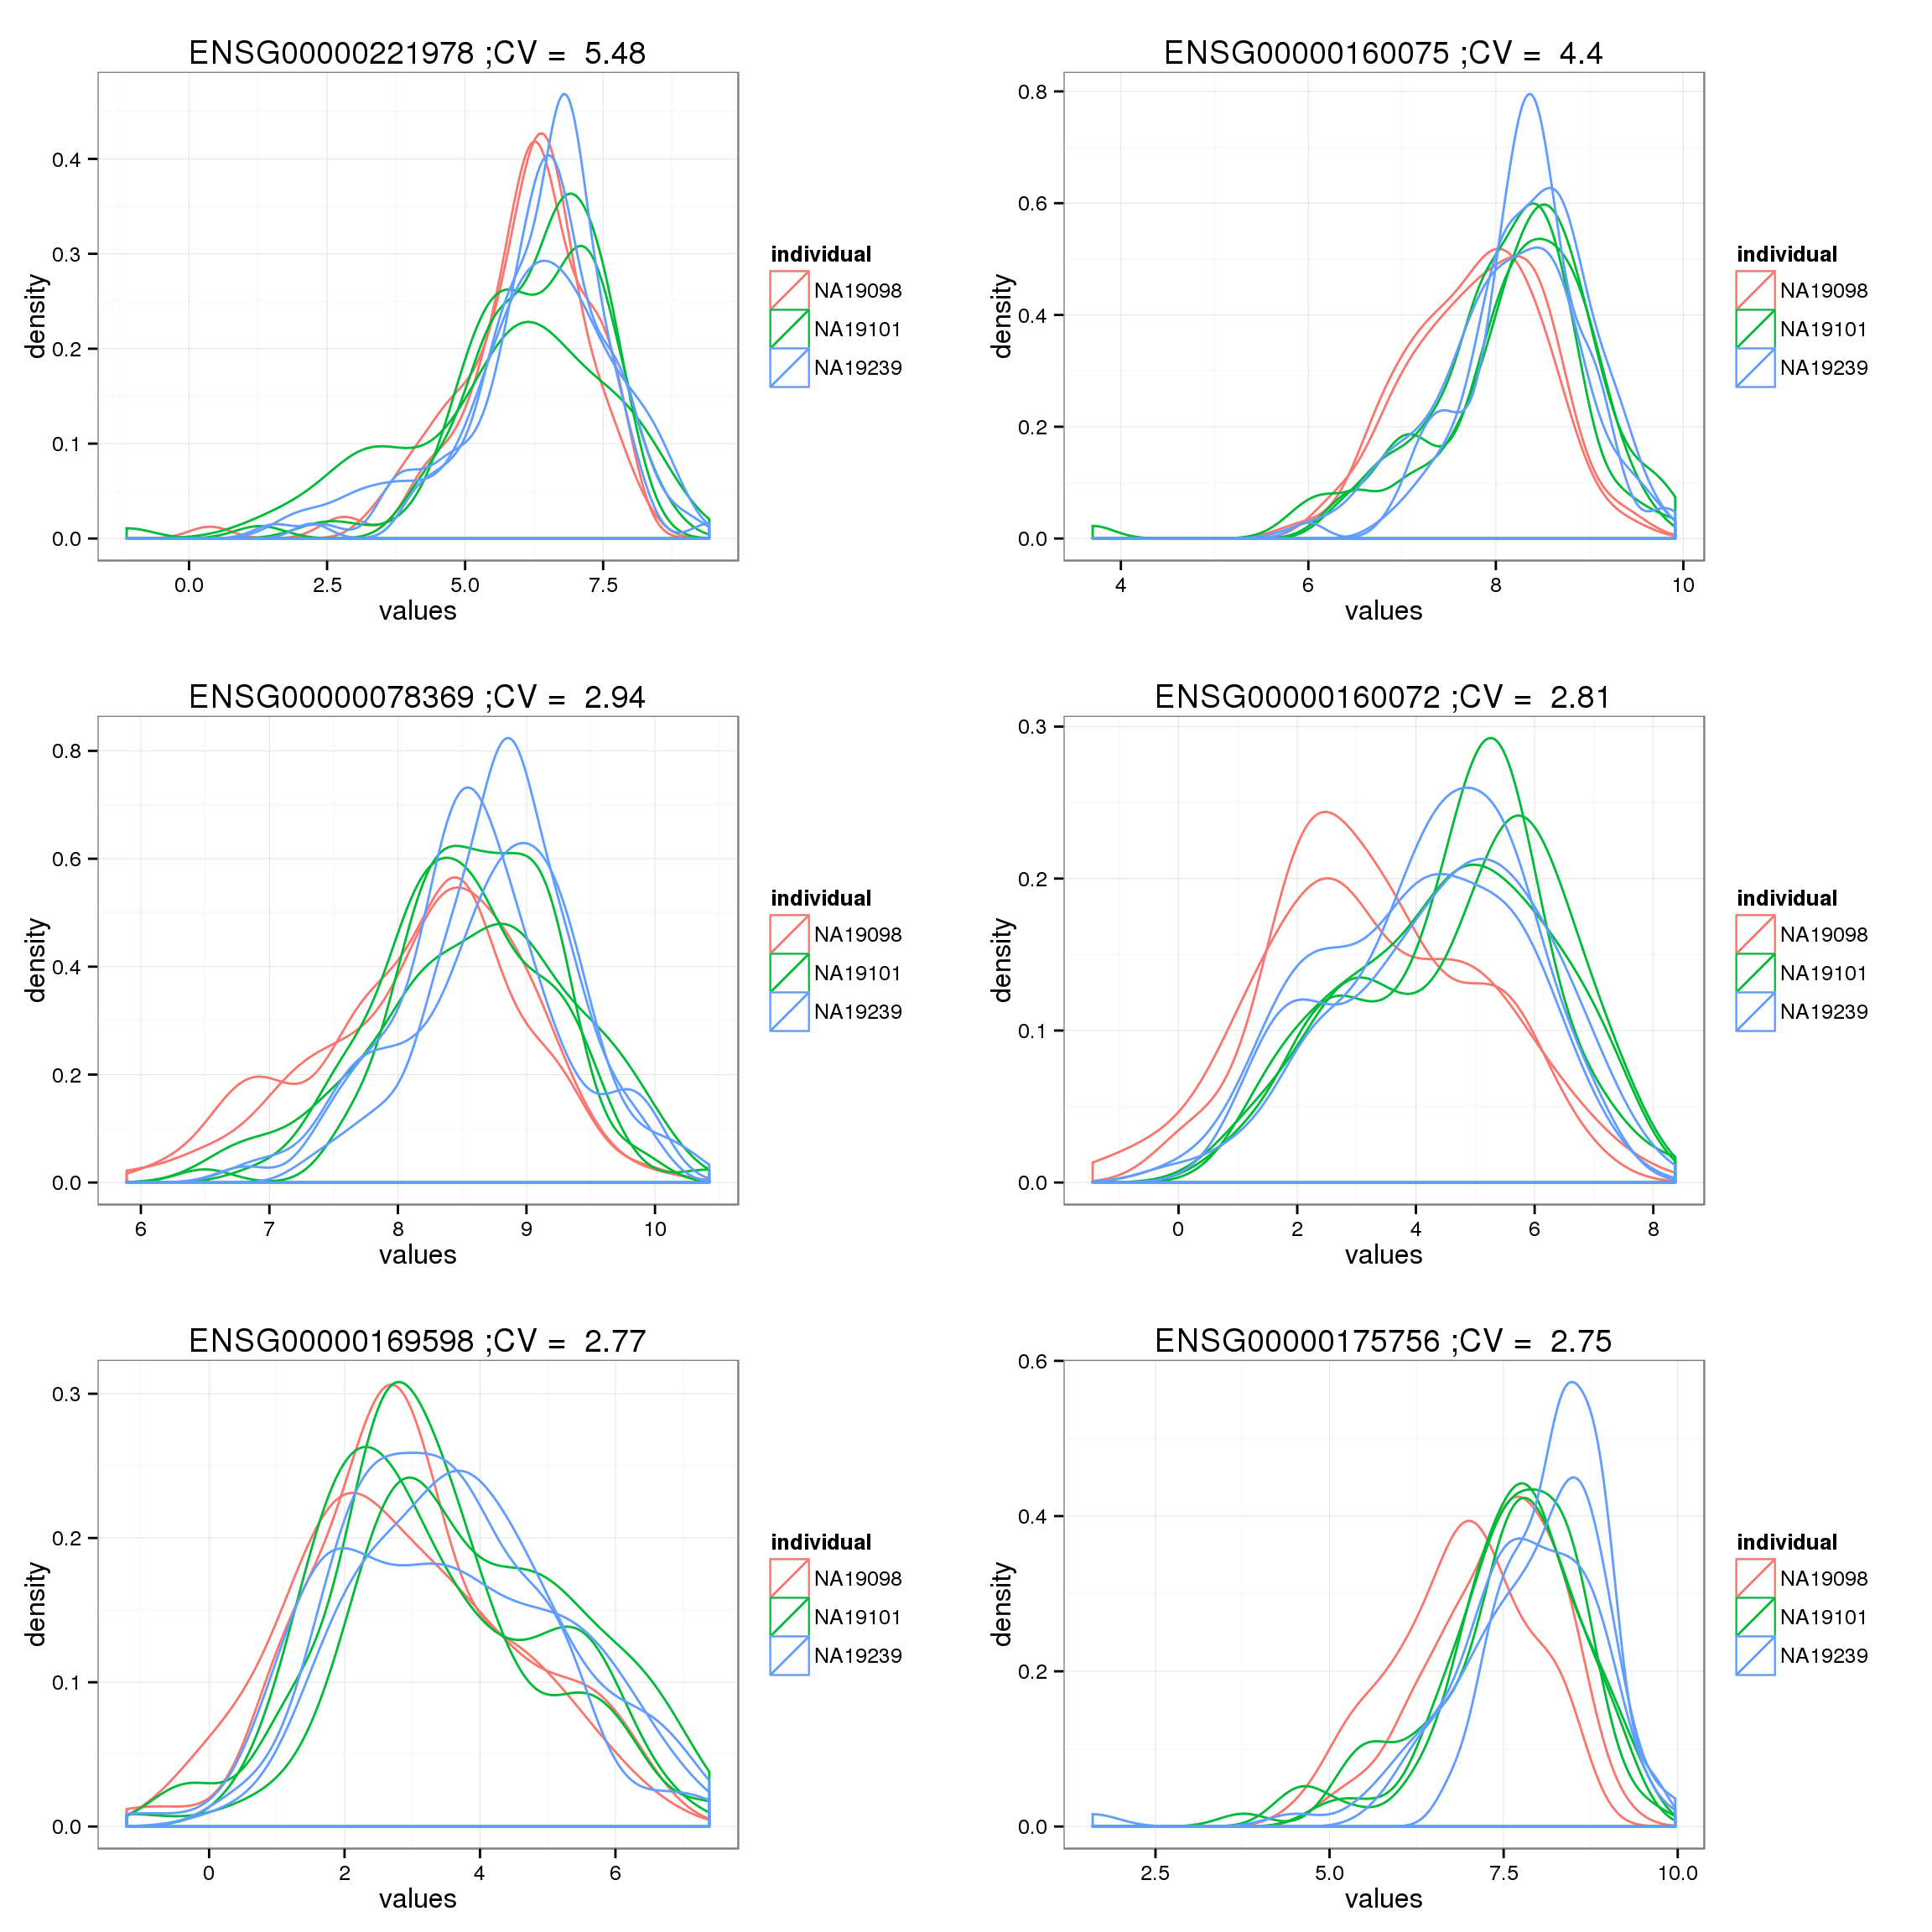 ENSG00000221978 ;CV =  5.48
0.4
0.3
0.2
0.1
0.0
density
0.0 2.5 5.0 7.5
values
individual
NA19098
NA19101
NA19239
ENSG00000160075 ;CV =  4.4
0.8
0.6
0.4
0.2
0.0
density
4 6 8 10
values
individual
NA19098
NA19101
NA19239
ENSG00000078369 ;CV =  2.94
0.8
0.6
0.4
0.2
0.0
density
6 7 8 9 10
values
individual
NA19098
NA19101
NA19239
ENSG00000160072 ;CV =  2.81
0.3
0.2
0.1
0.0
density
0 2 4 6 8
values
individual
NA19098
NA19101
NA19239
ENSG00000169598 ;CV =  2.77
0.3
0.2
0.1
0.0
density
0 2 4 6
values
individual
NA19098
NA19101
NA19239
ENSG00000175756 ;CV =  2.75
0.6
0.4
0.2
0.0
density
2.5 5.0 7.5 10.0
values
individual
NA19098
NA19101
NA19239